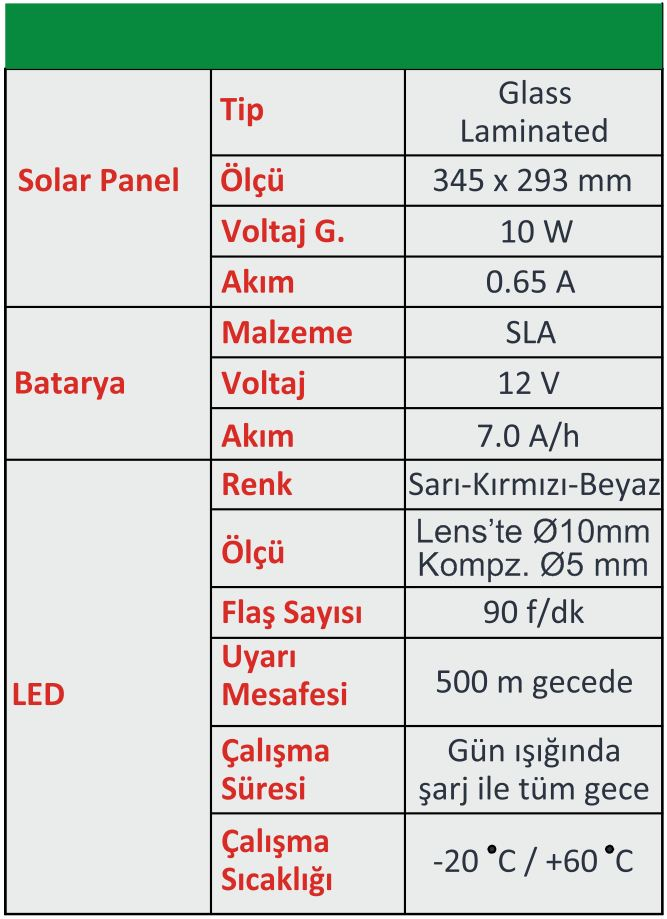 Solar Panel
Tip
Glass
Laminated
Ölçü
345 x 293 mm
Voltaj G.
10 W
Akım
0.65 A
Batarya
Malzeme
SLA
Voltaj
12 V
Akım
7.0 A/h
LED
Renk
Sarı-Kırmızı-Beyaz
Ölçü
Lens’te Ø10mm
Kompz. Ø5 mm
Flaş Sayısı
90 f/dk
Uyarı
Mesafesi
500 m gecede
Çalışma
Süresi
Gün ışığında
şarj ile tüm gece
Çalışma
Sıcaklığı
-20 °C / +60 °C